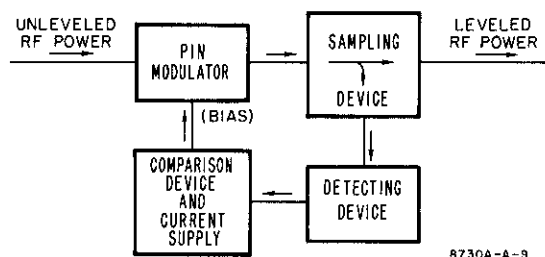 UNLEVELED
RF POWER
PIN
MODULATOR
(BIAS)
SAMPLING
DEVICE
LEVELED
RF POWER
COMPARISON
DEVICE
AND
CURRENT
SUPPLY
DETECTING
DEVICE
8730A-A-9